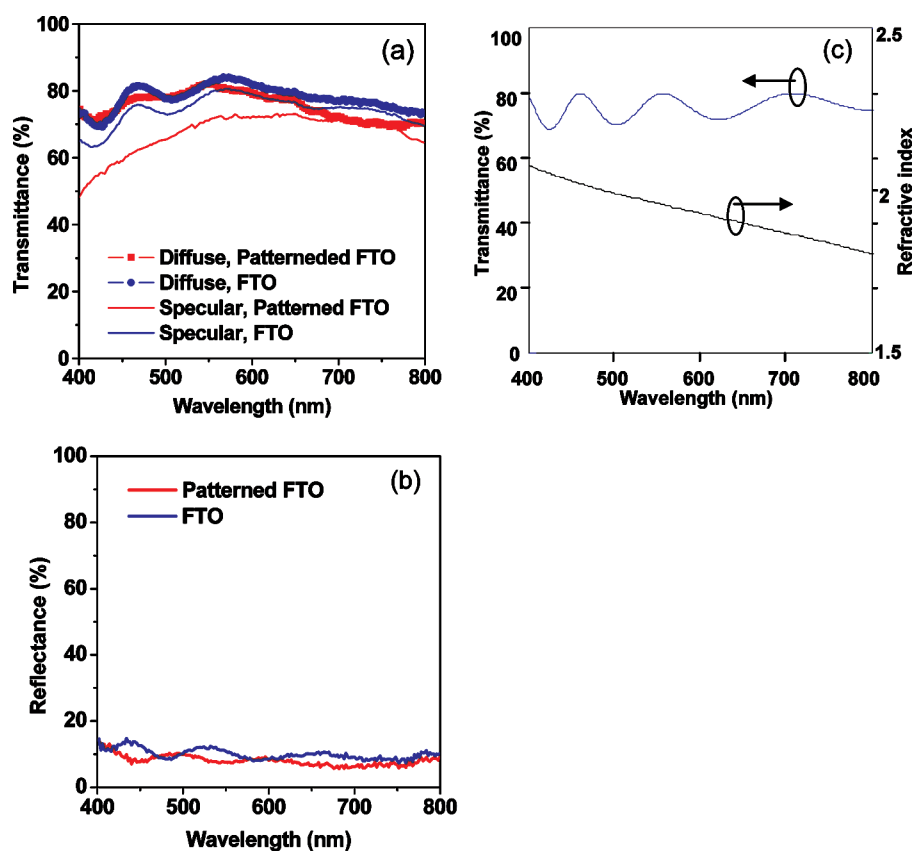 (a)
Transmittance (%)
100
80
60
40
20
0
Diffuse, Patterneded FTO
Diffuse, FTO
Specular, Patterned FTO
Specular, FTO
400 500 600 700 800
Wavelength (nm)
(c)
Transmittance (%)
100
80
60
40
20
0
2.5
2
1.5
Refractive index
400 500 600 700 800
Wavelength (nm)
(b)
Reflectance (%)
100
80
60
40
20
0
Patterned FTO
FTO
400 500 600 700 800
Wavelength (nm)